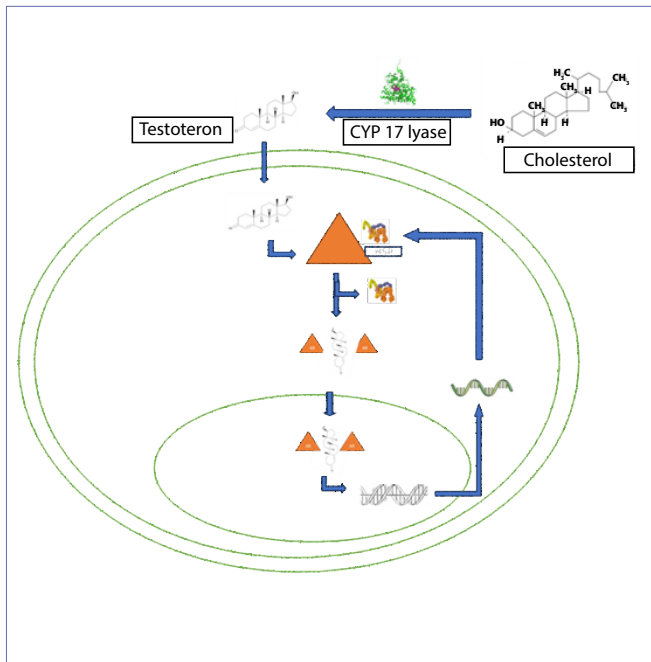 H₃C
CH₃
CH₃
H
CH₃
CH₃
HO
H
H
H
Testoteron
CYP 17 lyase
Cholesterol